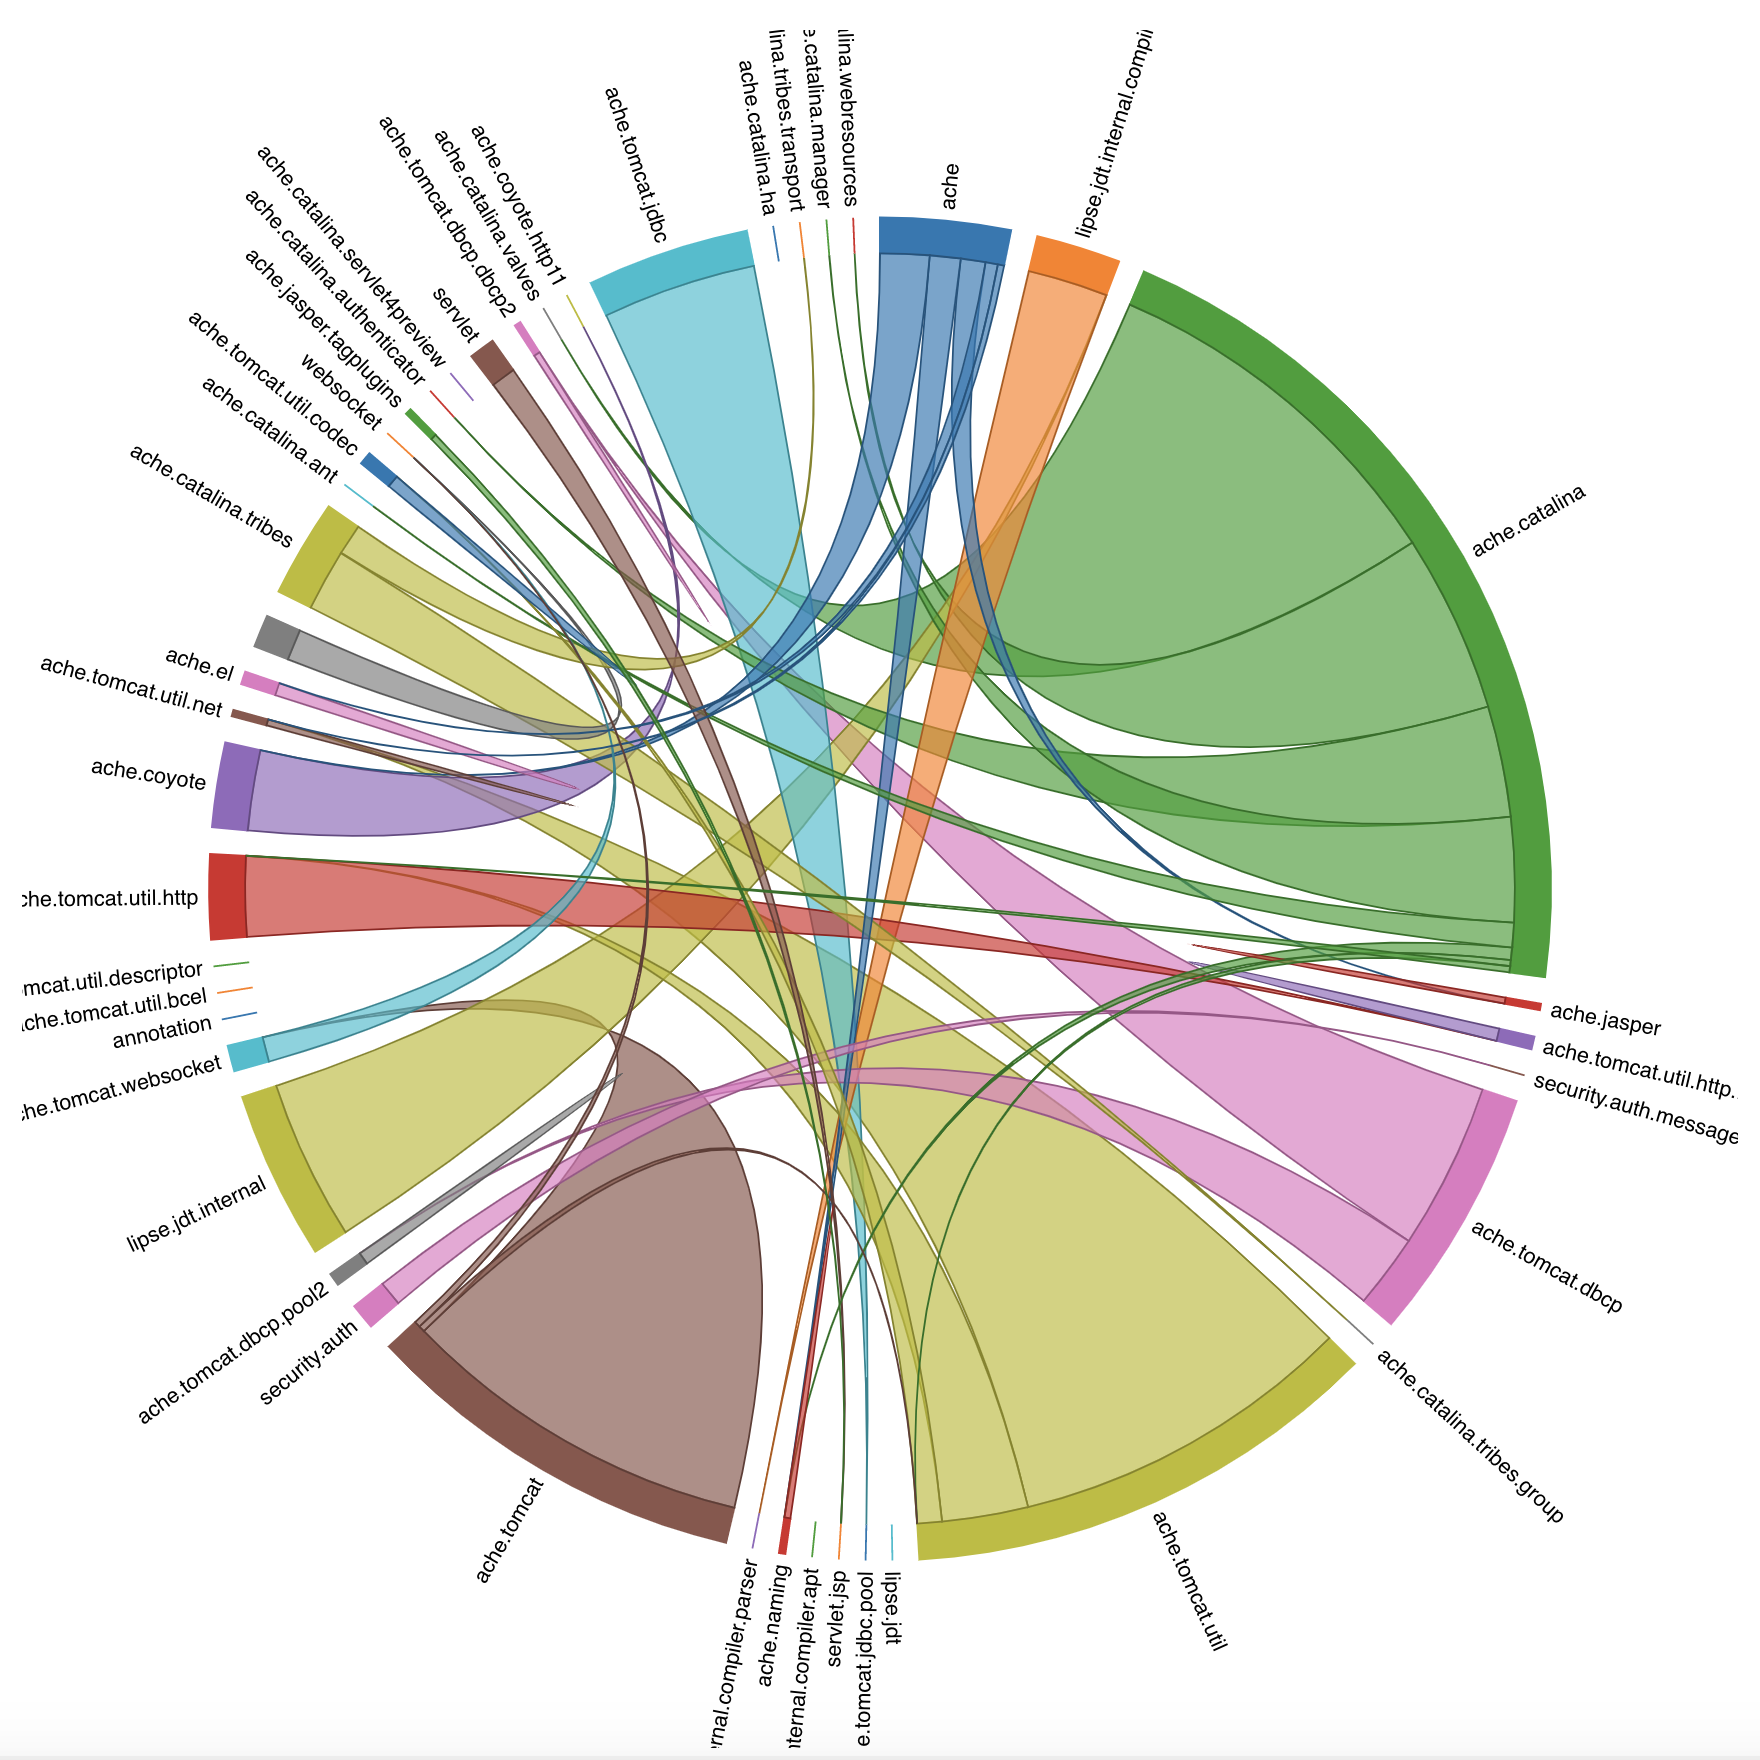 ache
lipse.jdt.internal.compil
ache.catalina
ache.jasper
ache.tomcat.util.http.
security.auth.message
ache.tomcat.dbcp
ache.catalina.tribes.group
ache.tomcat.util
lipse.jdt
e.tomcat.jdbc.pool
servlet.jsp
nternal.compiler.apt
ache.naming
rnal.compiler.parser
ache.tomcat
security.auth
ache.tomcat.dbcp.pool2
lipse.jdt.internal
che.tomcat.websocket
annotation
che.tomcat.util.bcel
mcat.util.descriptor
che.tomcat.util.http
ache.coyote
ache.tomcat.util.net
ache.el
ache.catalina.tribes
ache.catalina.ant
ache.tomcat.util.codec
websocket
ache.jasper.tagplugins
ache.catalina.authenticator
ache.catalina.servlet4preview
servlet
ache.tomcat.dbcp.dbcp2
ache.catalina.valves
ache.coyote.http11
ache.tomcat.jdbc
ache.catalina.ha
lina.tribes.transport
e.catalina.manager
lina.webresources